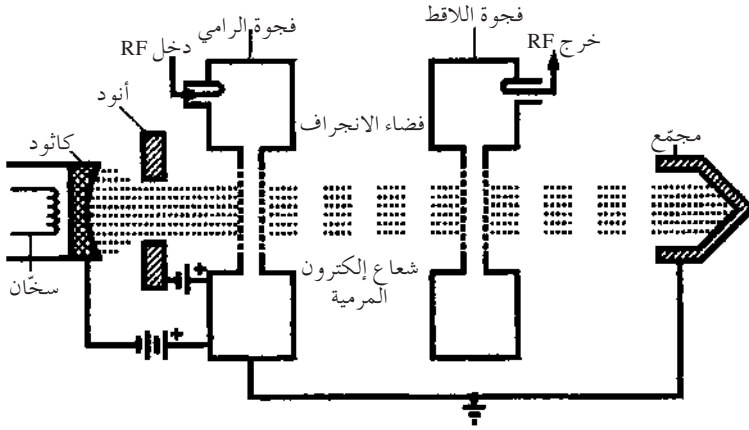 فجوة اللاقط
فجوة الرامي
خرج RF
دخل RF
أنود
فضاء الانجراف
مجمّع
كاثود
سخّان
شعاع إلكترون
المرمية
+
+